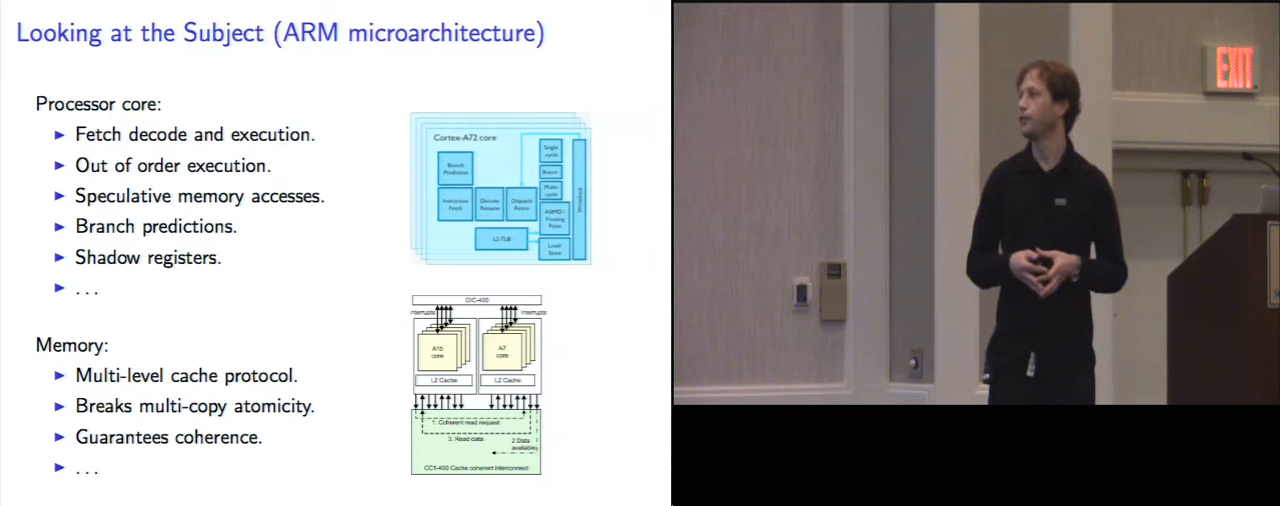 Looking at the Subject (ARM microarchitecture)
Processor core:
▶ Fetch decode and execution.
▶ Out of order execution.
▶ Speculative memory accesses.
▶ Branch predictions.
▶ Shadow registers.
▶ ...
Memory:
▶ Multi-level cache protocol.
▶ Breaks multi-copy atomicity.
▶ Guarantees coherence.
▶ ...
Cortex-A72 core
Branch
Prediction
Instruction
Fetch
Decode
Rename
Dispatch
Single-
cycle
Branch
Multi-
cycle
ASIMD /
Floating
Point
Load/
Store
Writeback
GIC-400
Interrupts
Interrupts
A15
core
A7
core
L2 Cache
L2 Cache
1. Coherent read request
3. Read data
2 Data
available
CCI-400 Cache coherent interconnect
EXIT